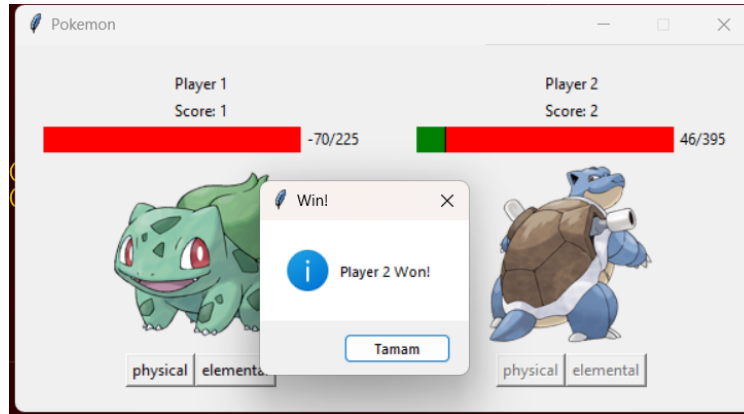 Pokemon
Player 1
Score: 1
-70/225
Player 2
Score: 2
46/395
Win!
Player 2 Won!
Tamam
physical elemental
physical elemental